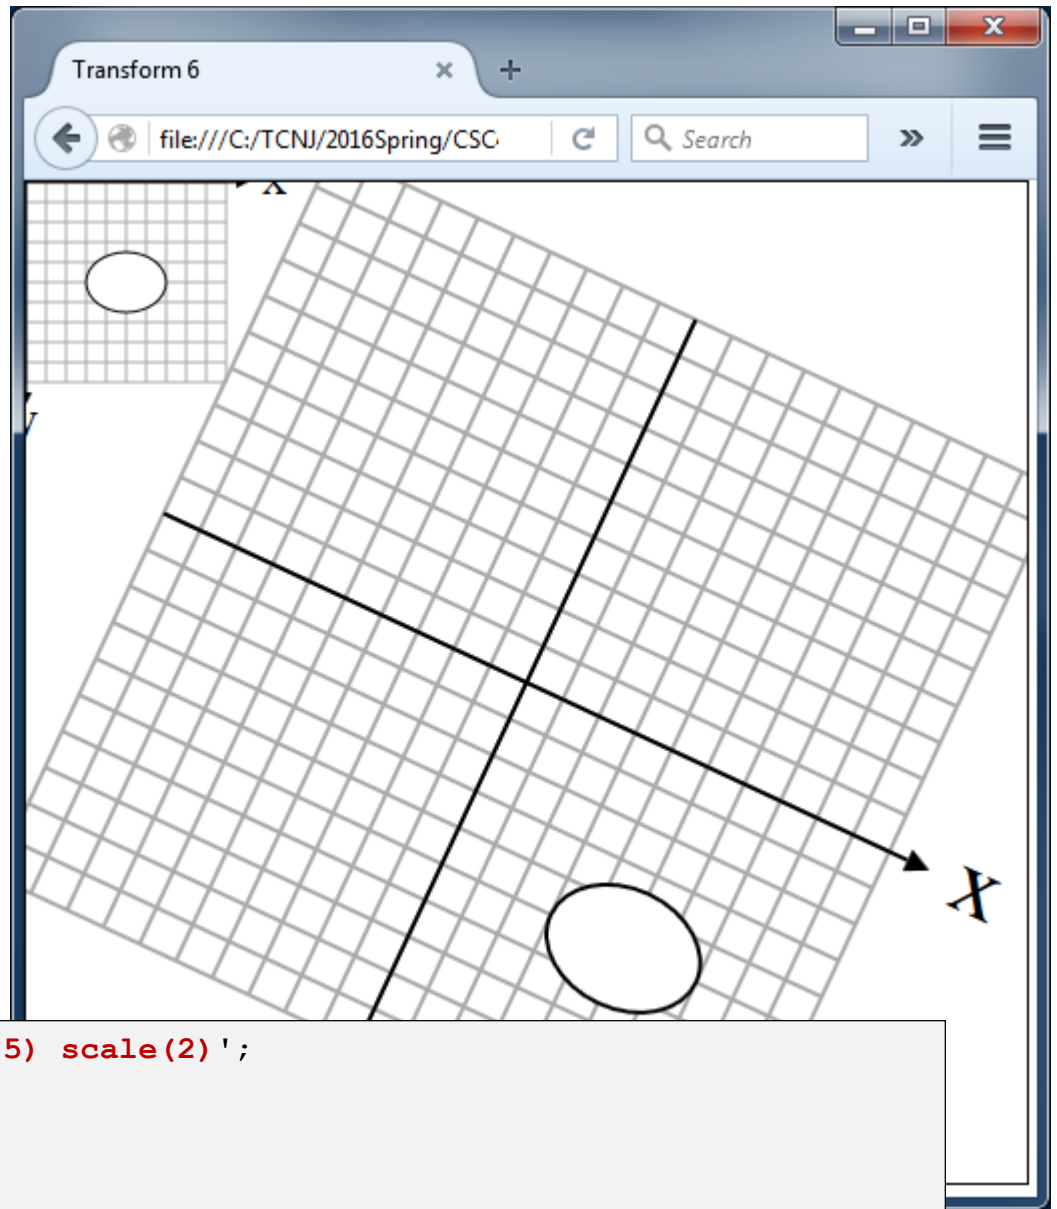 Transform 6
file:///C:/TCNJ/2016Spring/CSC
Search
X
y
X
5) scale(2)';